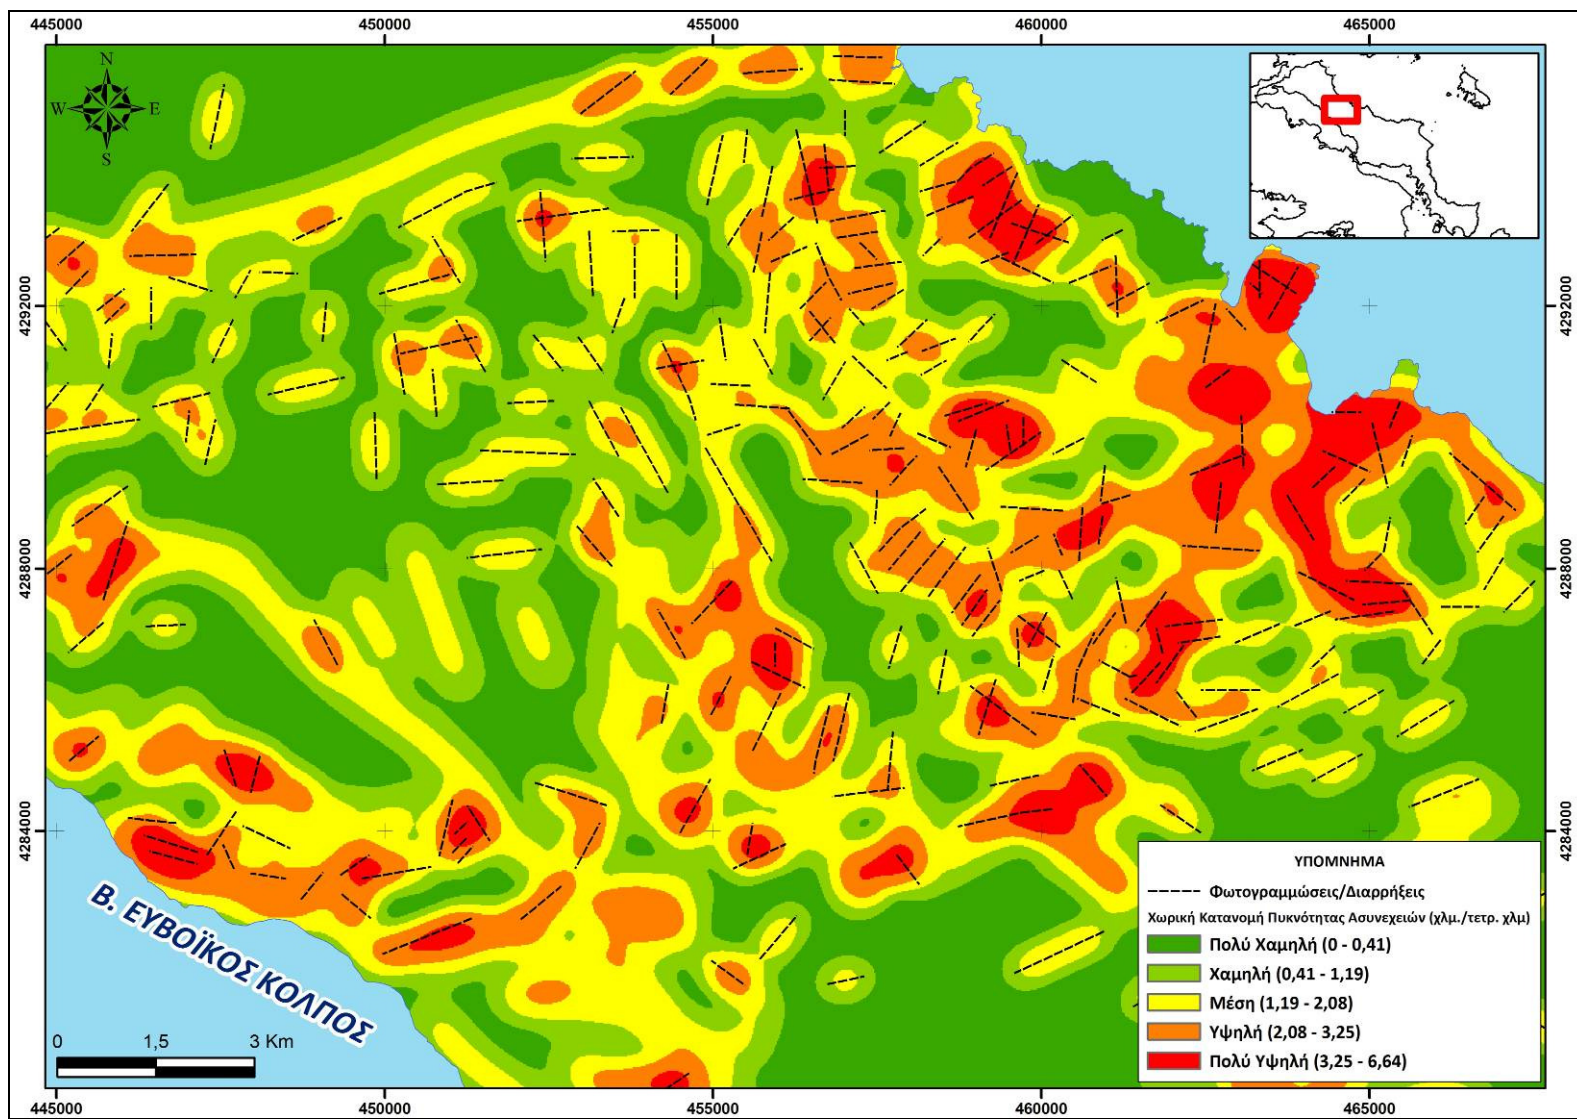 445000 450000 455000 460000 465000
N
W E
S
4292000 4292000
4288000 4288000
4284000 4284000
Β. ΕΥΒΟΪΚΟΣ ΚΟΛΠΟΣ
0 1,5 3 Km
ΥΠΟΜΝΗΜΑ
Φωτογραμμώσεις/Διαρρήξεις
Χωρική Κατανομή Πυκνότητας Ασυνεχειών (χλμ./τετρ. χλμ)
Πολύ Χαμηλή (0 - 0,41)
Χαμηλή (0,41 - 1,19)
Μέση (1,19 - 2,08)
Υψηλή (2,08 - 3,25)
Πολύ Υψηλή (3,25 - 6,64)
445000 450000 455000 460000 465000